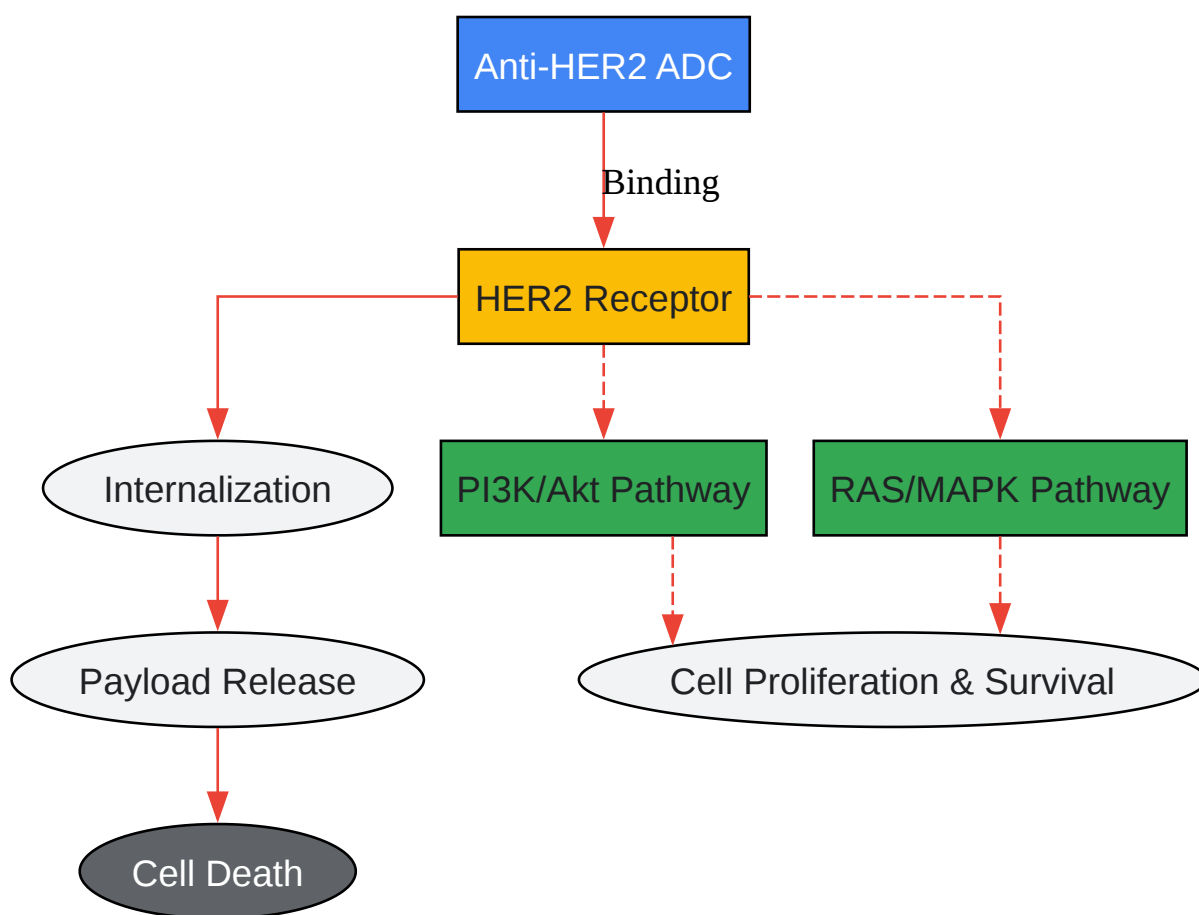 Anti-HER2 ADC
Binding
HER2 Receptor
Internalization
PI3K/Akt Pathway
RAS/MAPK Pathway
Payload Release
Cell Proliferation & Survival
Cell Death